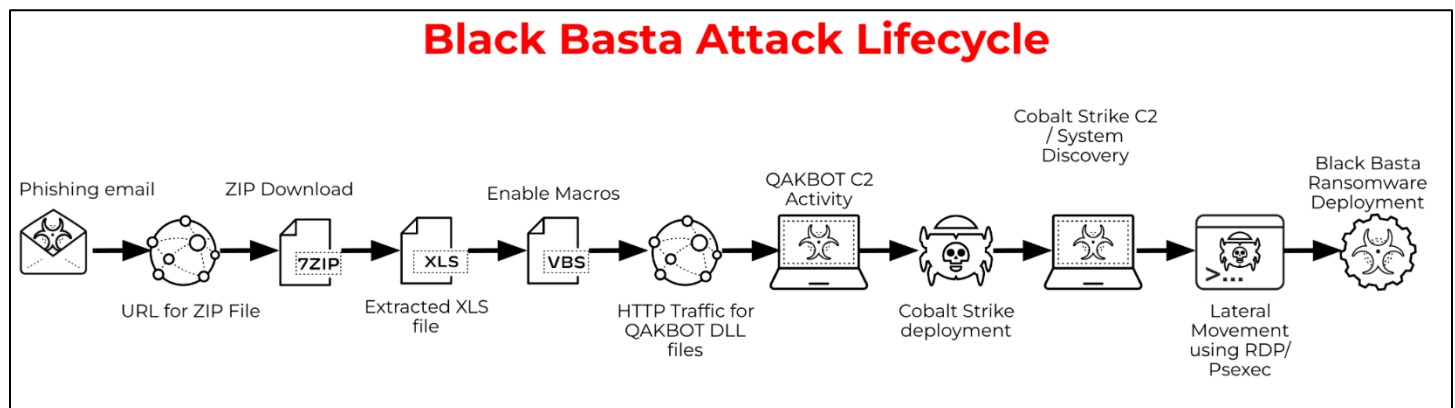 Black Basta Attack Lifecycle
Phishing email
URL for ZIP File
ZIP Download
7ZIP
XLS
Extracted XLS
file
Enable Macros
VBS
HTTP Traffic for
QAKBOT DLL
files
QAKBOT C2
Activity
Cobalt Strike
deployment
Cobalt Strike C2
/ System
Discovery
>...
Lateral
Movement
using RDP/
Psexec
Black Basta
Ransomware
Deployment